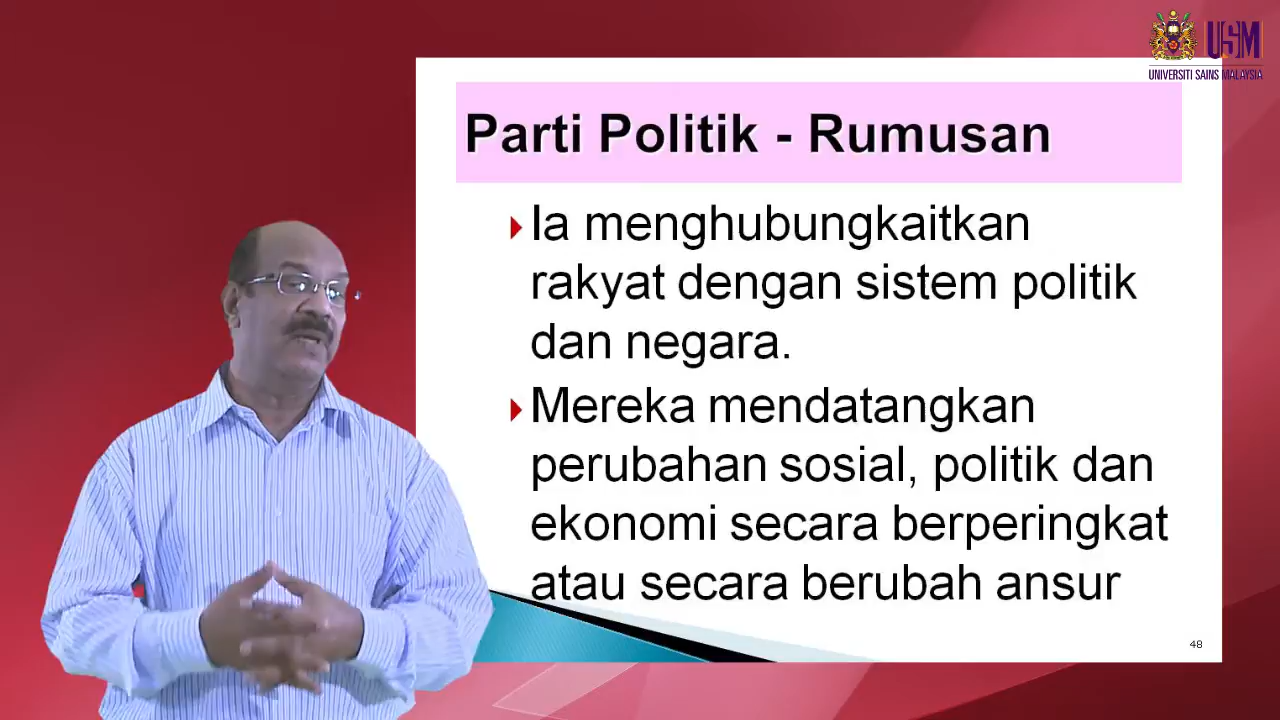 USM
UNIVERSITI SAINS MALAYSIA
Parti Politik - Rumusan
Ia menghubungkaitkan
rakyat dengan sistem politik
dan negara.
Mereka mendatangkan
perubahan sosial, politik dan
ekonomi secara berperingkat
atau secara berubah ansur
48